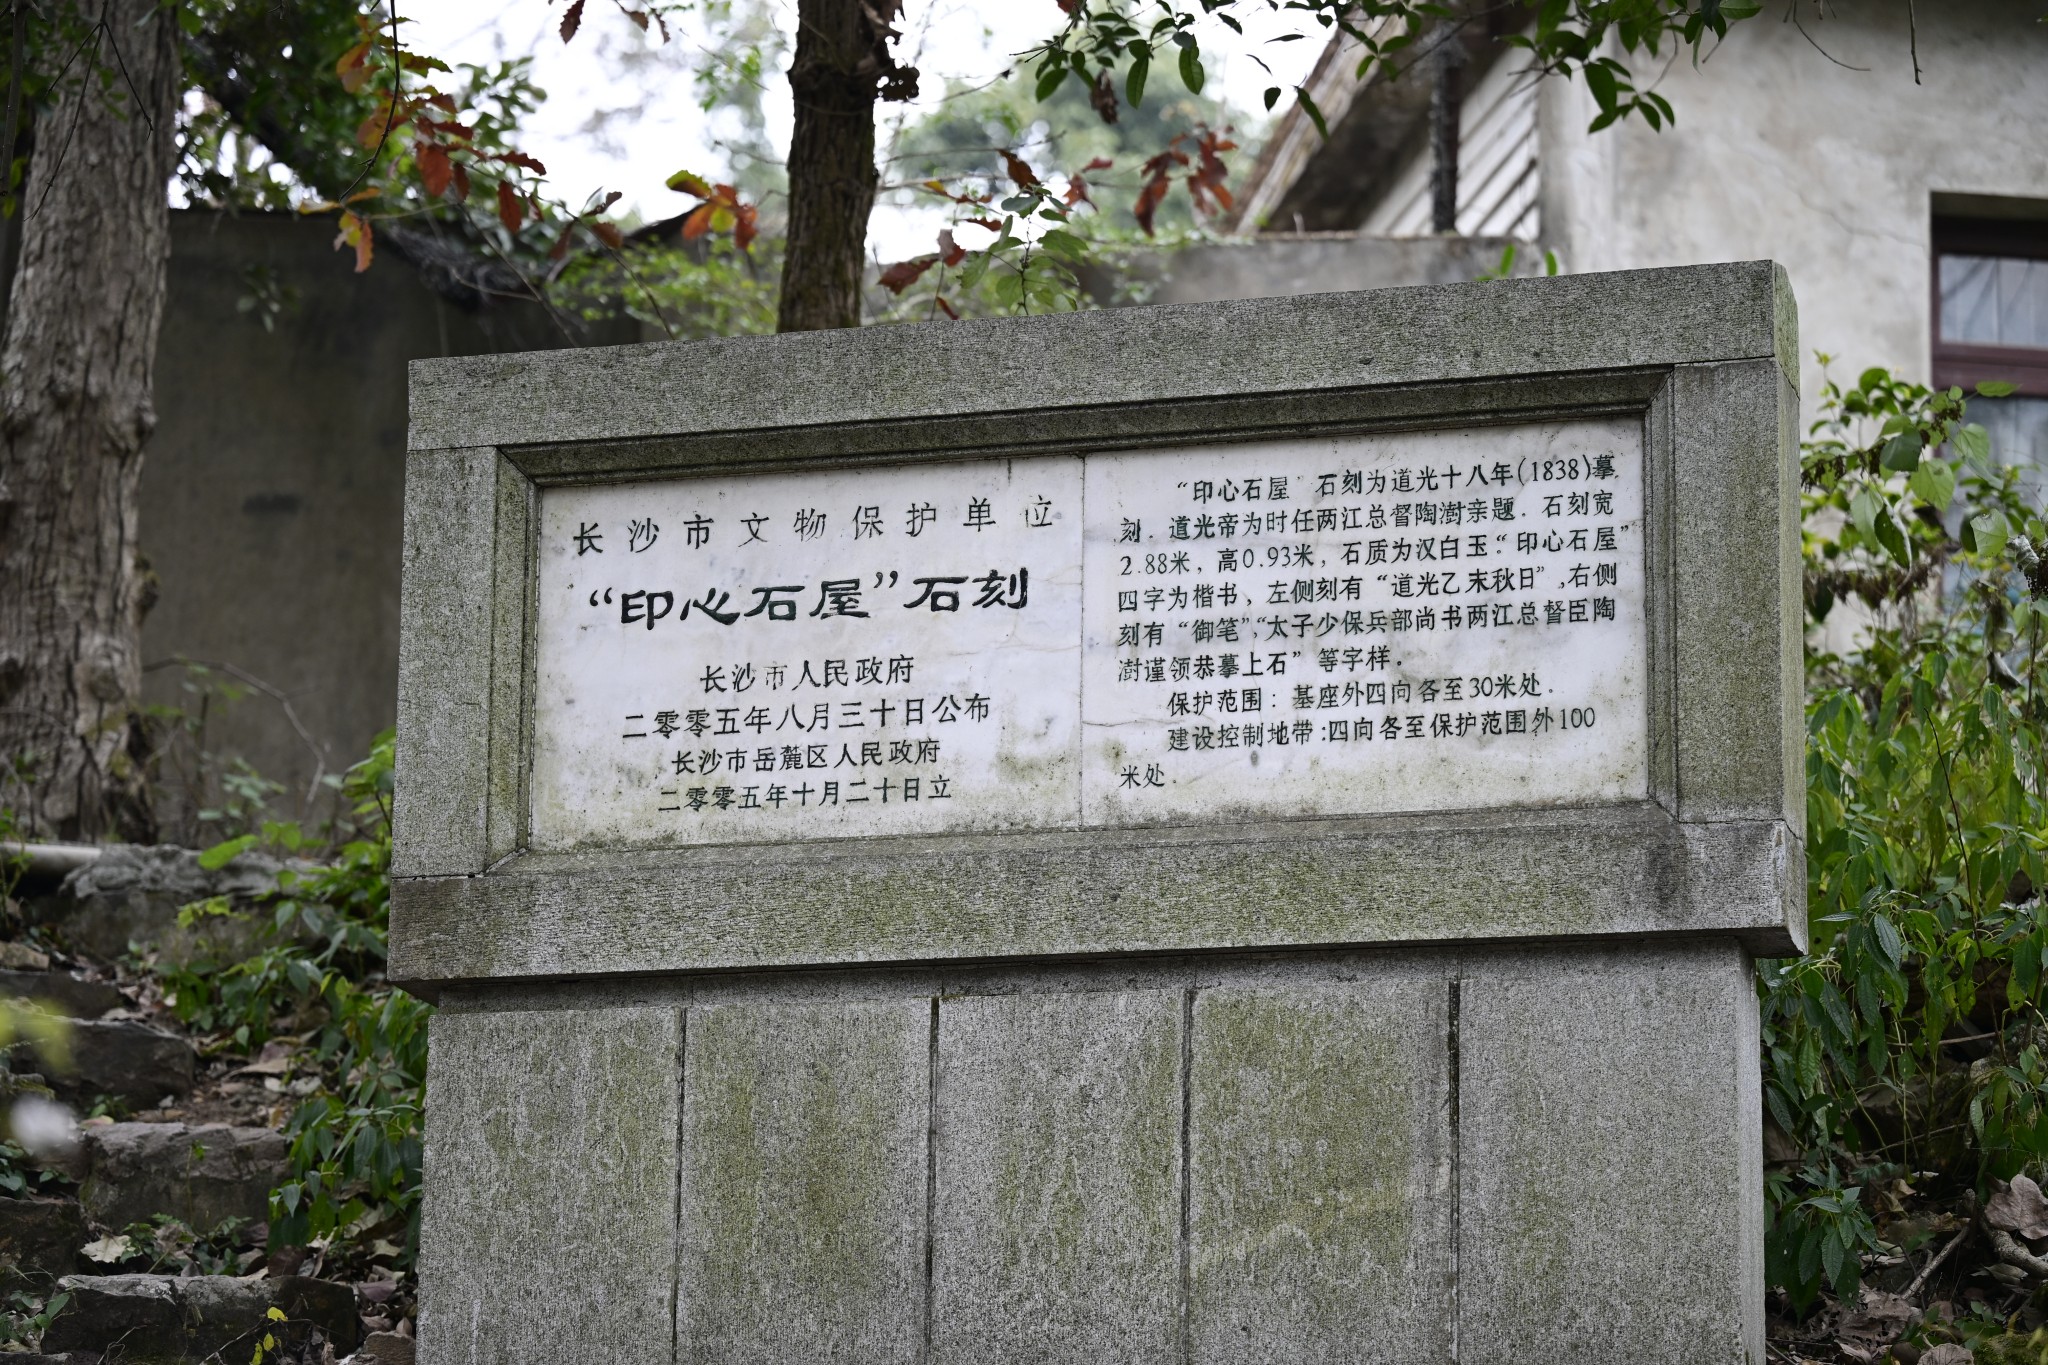 长沙市文物保护单位
“印心石屋”石刻
长沙市人民政府
二零零五年八月三十日公布
长沙市岳麓区人民政府
二零零五年十月二十日立
“印心石屋”石刻为道光十八年(1838)摹
刻.道光帝为时任两江总督陶澍亲题.石刻宽
2.88米,高0.93米,石质为汉白玉.“印心石屋”
四字为楷书,左侧刻有“道光乙未秋日”,右侧
刻有“御笔”,“太子少保兵部尚书两江总督臣陶
澍谨领恭摹上石”等字样.
保护范围:基座外四向各至30米处.
建设控制地带:四向各至保护范围外100
米处.